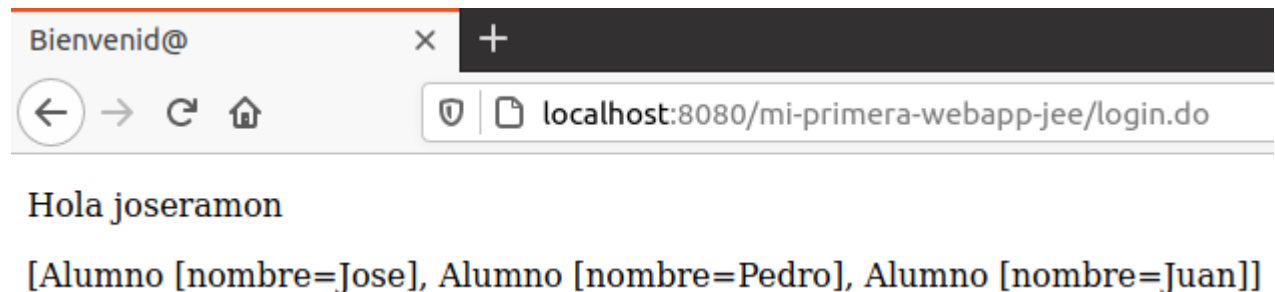 Bienvenid@
localhost:8080/mi-primera-webapp-jee/login.do
Hola joseramon
[Alumno [nombre=Jose], Alumno [nombre=Pedro], Alumno [nombre=Juan]]